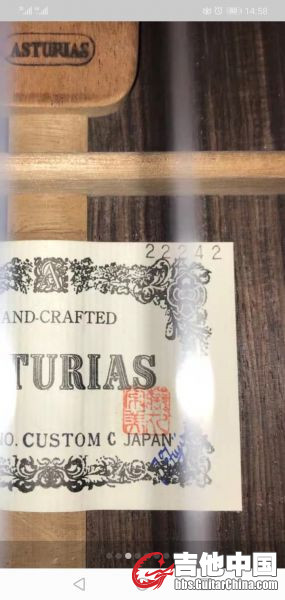 14:58
ASTURIAS
22242
AND-CRAFTED
TURIAS
NO. CUSTOM C JAPAN
吉他中国
bbs.GuitarChina.com